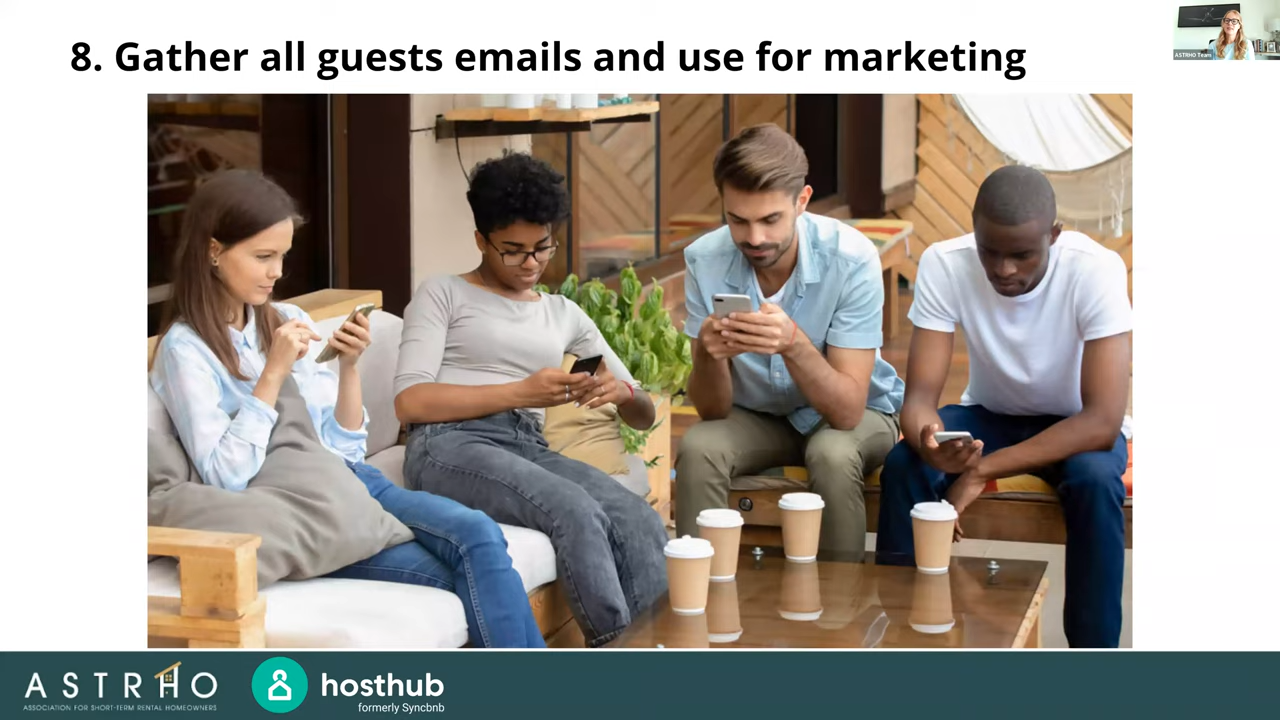 8. Gather all guests emails and use for marketing
ASTRHO Team
ASTRHO
ASSOCIATION FOR SHORT-TERM RENTAL HOMEOWNERS
hosthub
formerly Syncbnb